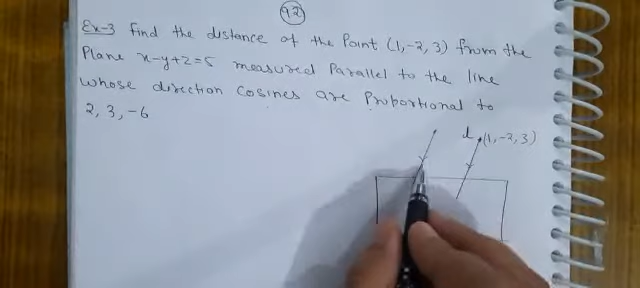 92
Ex-3 Find the distance of the Point (1,-2,3) from the
Plane x-y+z=5 measured Parallel to the line
whose direction Cosines are Proportional to
2, 3, -6
L (1,-2,3)